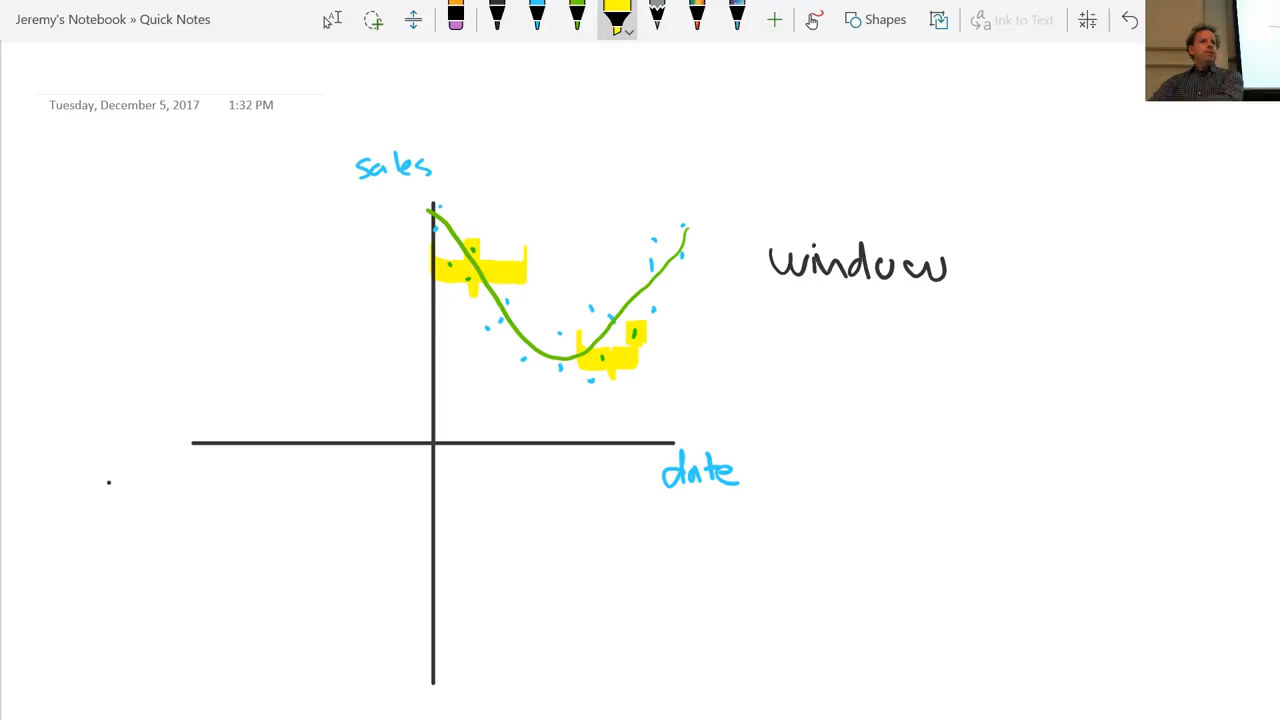 Jeremy's Notebook » Quick Notes
Shapes
Ink to Text
Tuesday, December 5, 2017 1:32 PM
sales
window
date